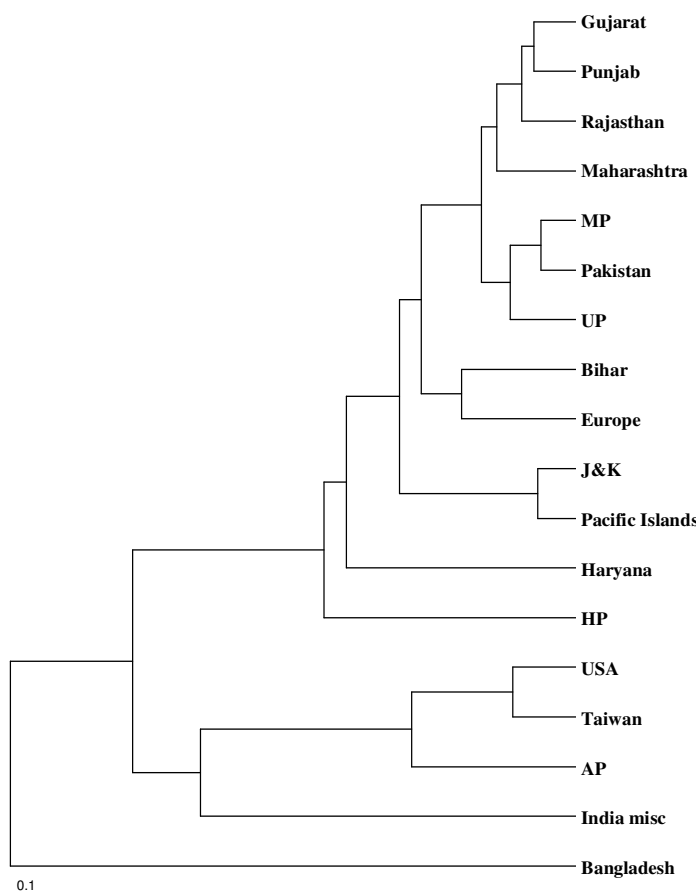 Gujarat
Punjab
Rajasthan
Maharashtra
MP
Pakistan
UP
Bihar
Europe
J&K
Pacific Islands
Haryana
HP
USA
Taiwan
AP
India misc
Bangladesh
0.1